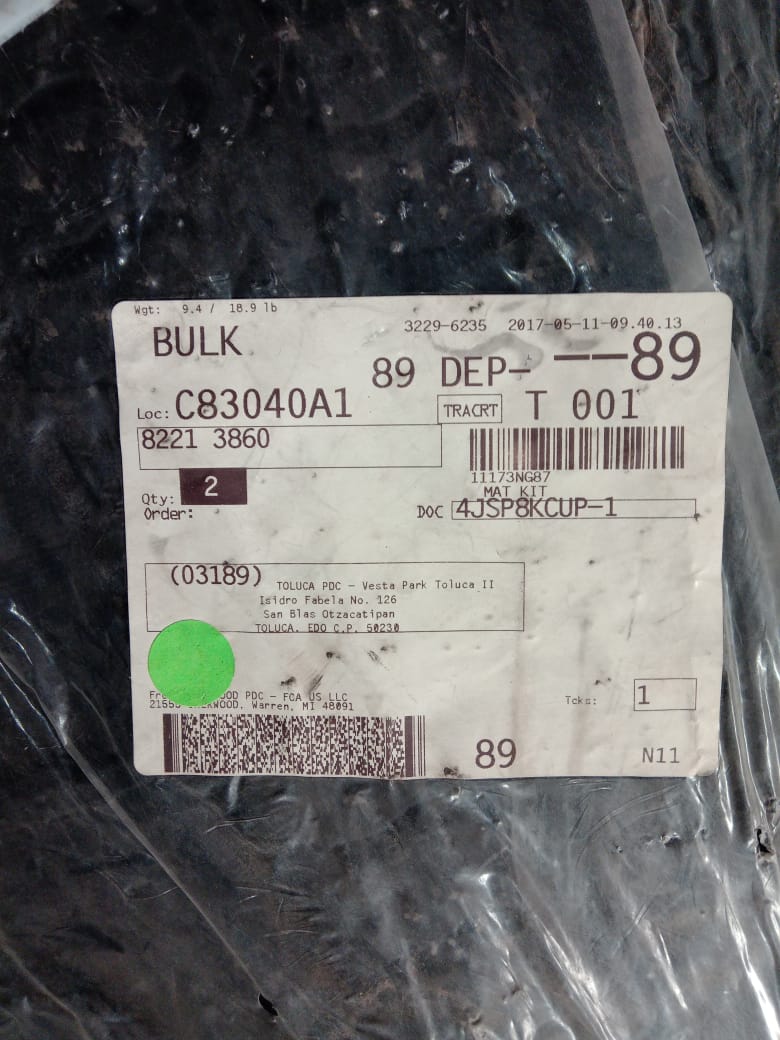 Wgt: 9.4 / 18.9 lb
3229-6235 2017-05-11-09.40.13
BULK
89 DEP- ——89
Loc: C83040A1 TRACRT T 001
8221 3860
11173NG87
MAT KIT
Qty: 2
Order: DOC 4JSP8KCUP-1
(03189) TOLUCA PDC - Vesta Park Toluca II
Isidro Fabela No. 126
San Blas Otzacatipan
TOLUCA, EDO C.P. 50230
PDC - FCA US LLC
Warren, MI 48091
Tcks: 1
89
N11